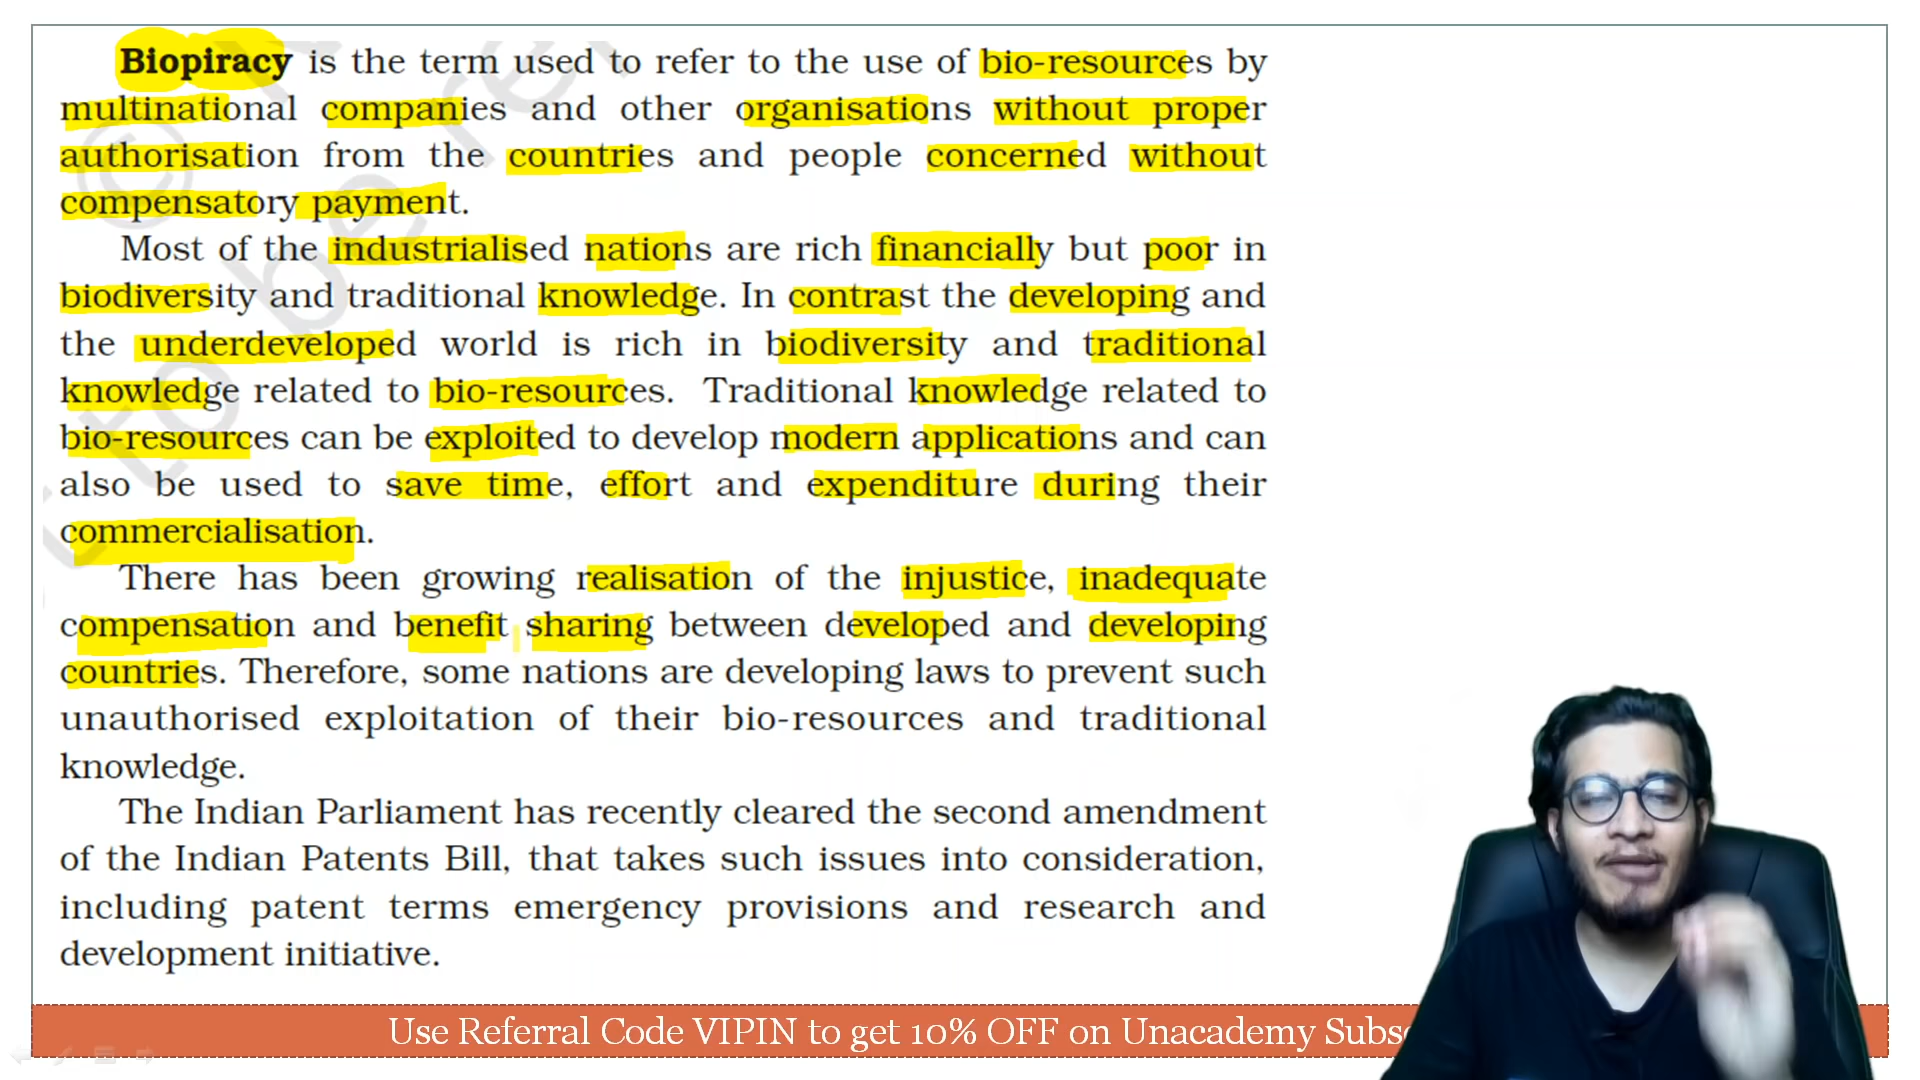 Biopiracy is the term used to refer to the use of bio-resources by
multinational companies and other organisations without proper
authorisation from the countries and people concerned without
compensatory payment.
Most of the industrialised nations are rich financially but poor in
biodiversity and traditional knowledge. In contrast the developing and
the underdeveloped world is rich in biodiversity and traditional
knowledge related to bio-resources. Traditional knowledge related to
bio-resources can be exploited to develop modern applications and can
also be used to save time, effort and expenditure during their
commercialisation.
There has been growing realisation of the injustice, inadequate
compensation and benefit sharing between developed and developing
countries. Therefore, some nations are developing laws to prevent such
unauthorised exploitation of their bio-resources and traditional
knowledge.
The Indian Parliament has recently cleared the second amendment
of the Indian Patents Bill, that takes such issues into consideration,
including patent terms emergency provisions and research and
development initiative.
Use Referral Code VIPIN to get 10% OFF on Unacademy